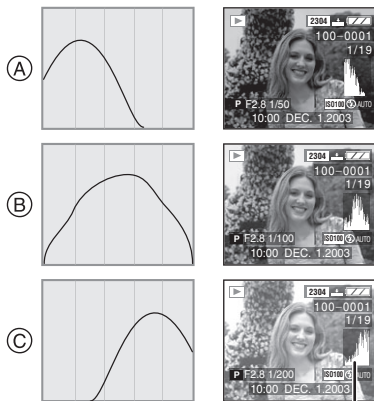 A
2304
100-0001
1/19
P F2.8 1/50 ISO100 AUTO
10:00 DEC. 1.2003
B
2304
100-0001
1/19
P F2.8 1/100 ISO100 AUTO
10:00 DEC. 1.2003
C
2304
100-0001
1/19
P F2.8 1/200 ISO100 AUTO
10:00 DEC. 1.2003